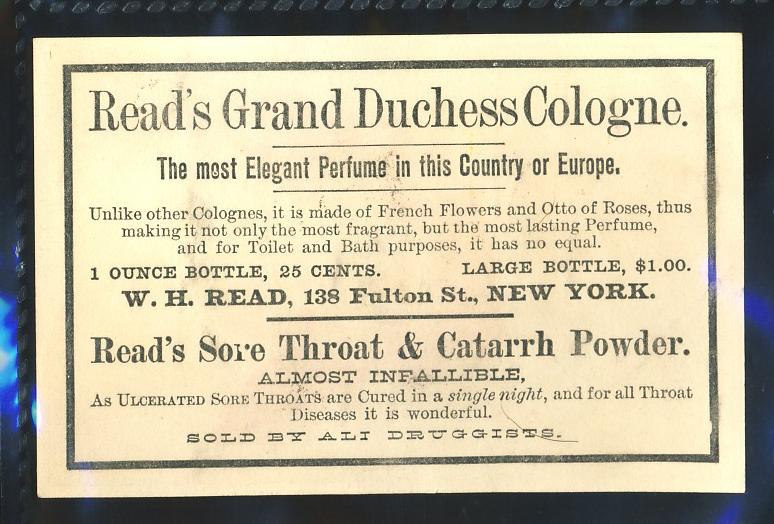 Read's Grand Duchess Cologne.
The most Elegant Perfume in this Country or Europe.
Unlike other Colognes, it is made of French Flowers and Otto of Roses, thus
making it not only the most fragrant, but the most lasting Perfume,
and for Toilet and Bath purposes, it has no equal.
1 OUNCE BOTTLE, 25 CENTS. LARGE BOTTLE, $1.00.
W. H. READ, 138 Fulton St., NEW YORK.
Read's Sore Throat & Catarrh Powder.
ALMOST INFALLIBLE,
As ULCERATED SORE THROATS are Cured in a single night, and for all Throat
Diseases it is wonderful.
SOLD BY ALL DRUGGISTS.